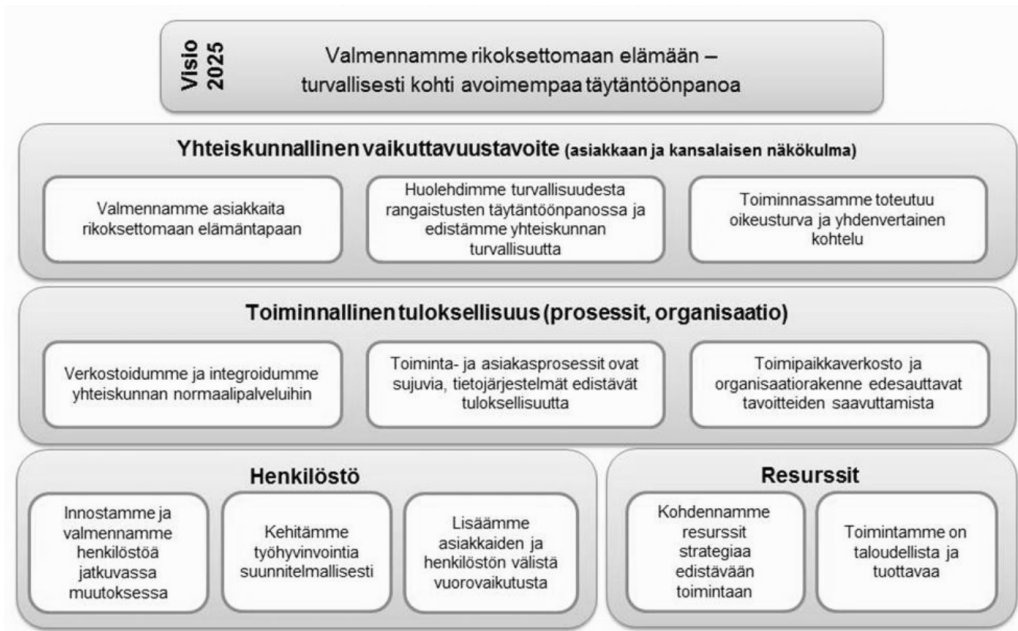 Visio
2025
Valmennamme rikoksettomaan elämään –
turvallisesti kohti avoimempaa täytäntöönpanoa
Yhteiskunnallinen vaikuttavuustavoite (asiakkaan ja kansalaisen näkökulma)
Valmennamme asiakkaita
rikoksettomaan elämäntapaan
Huolehdimme turvallisuudesta
rangaistusten täytäntöönpanossa ja
edistämme yhteiskunnan
turvallisuutta
Toiminnassamme toteutuu
oikeusturva ja yhdenvertainen
kohtelu
Toiminnallinen tuloksellisuus (prosessit, organisaatio)
Verkostoidumme ja integroidumme
yhteiskunnan normaalipalveluihin
Toiminta- ja asiakasprosessit ovat
sujuvia, tietojärjestelmät edistävät
tuloksellisuutta
Toimipaikkaverkosto ja
organisaatiorakenne edesauttavat
tavoitteiden saavuttamista
Henkilöstö
Innostamme ja
valmennamme
henkilöstöä
jatkuvassa
muutoksessa
Kehitämme
työhyvinvointia
suunnitelmallisesti
Lisäämme
asiakkaiden ja
henkilöstön välistä
vuorovaikutusta
Resurssit
Kohdennamme
resurssit
strategiaa
edistävään
toimintaan
Toimintamme on
taloudellista ja
tuottavaa